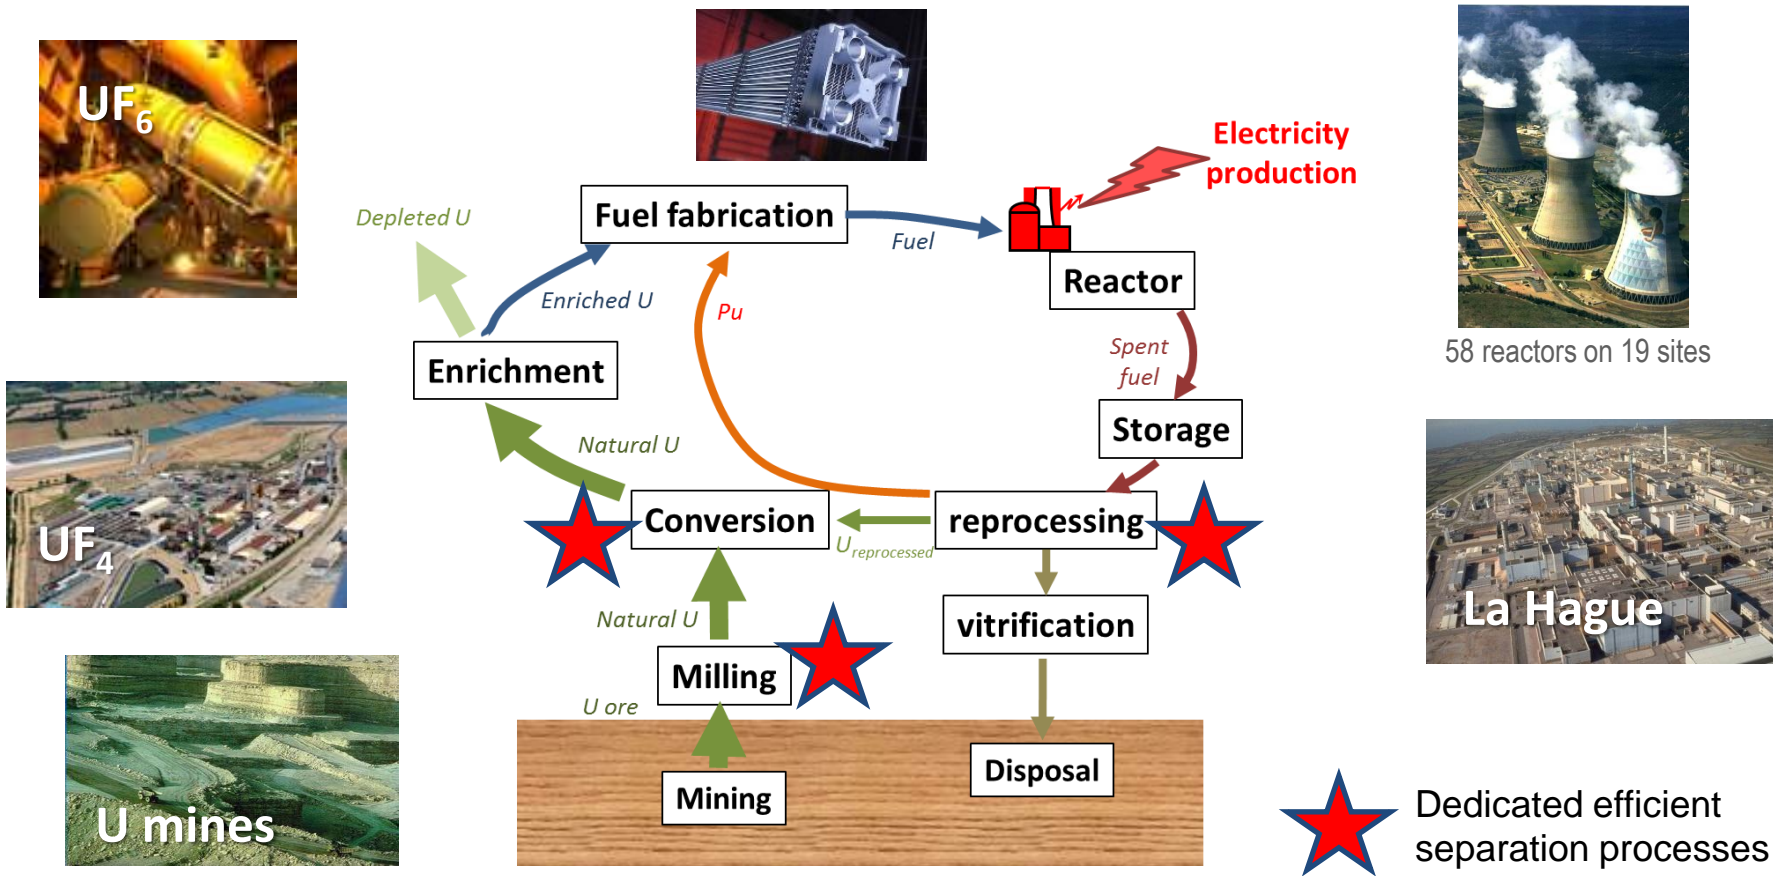 UF6
Electricity
production
Depleted U
Fuel fabrication
Fuel
Enriched U
Pu
Reactor
58 reactors on 19 sites
Enrichment
Spent
fuel
Natural U
Storage
UF4
Conversion
Ureprocessed
reprocessing
La Hague
Natural U
vitrification
Milling
U ore
U mines
Mining
Disposal
Dedicated efficient
separation processes